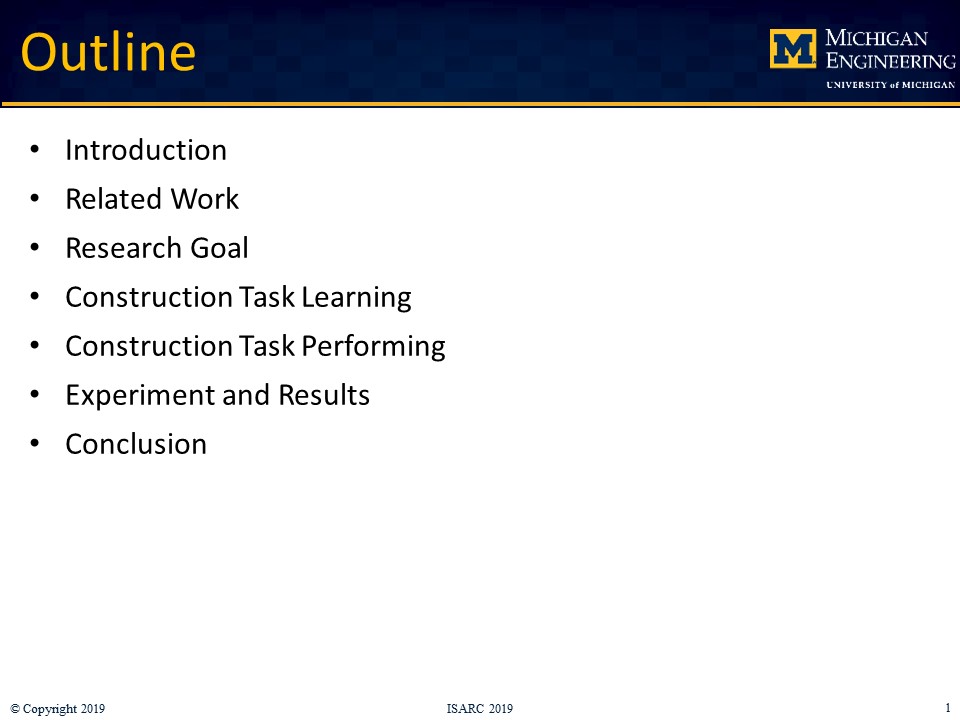 Outline
M
MICHIGAN
ENGINEERING
UNIVERSITY of MICHIGAN
• Introduction
• Related Work
• Research Goal
• Construction Task Learning
• Construction Task Performing
• Experiment and Results
• Conclusion
© Copyright 2019
ISARC 2019
1